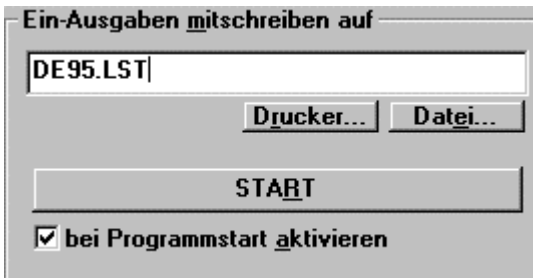 Ein-Ausgaben mitschreiben auf
DE95.LST
Drucker... Datei...
START
bei Programmstart aktivieren